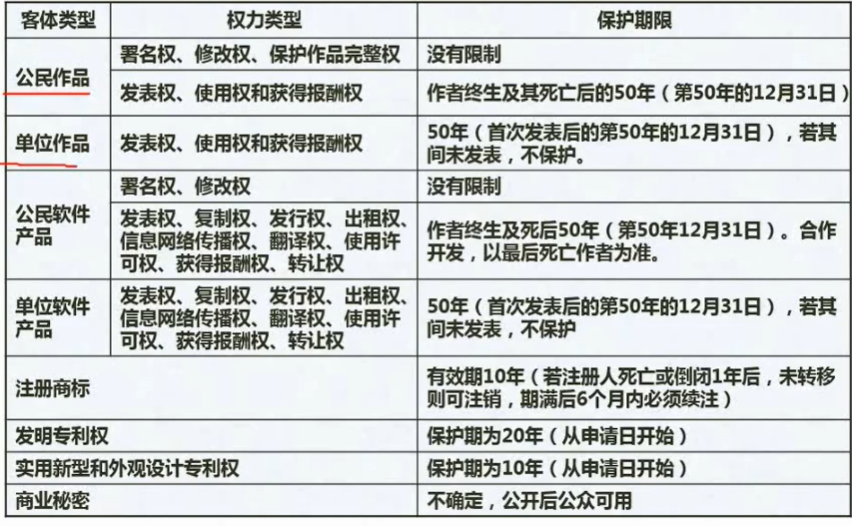 客体类型 权力类型 保护期限
公民作品 署名权、修改权、保护作品完整权 没有限制
发表权、使用权和获得报酬权 作者终生及其死亡后的50年（第50年的12月31日）
单位作品 发表权、使用权和获得报酬权 50年（首次发表后的第50年的12月31日），若其
间未发表，不保护。
公民软件
产品
署名权、修改权 没有限制
发表权、复制权、发行权、出租权、
信息网络传播权、翻译权、使用许
可权、获得报酬权、转让权
作者终生及死后50年（第50年12月31日）。合作
开发，以最后死亡作者为准。
单位软件
产品
发表权、复制权、发行权、出租权、
信息网络传播权、翻译权、使用许
可权、获得报酬权、转让权
50年（首次发表后的第50年的12月31日），若其
间未发表，不保护
注册商标 有效期10年（若注册人死亡或倒闭1年后，未转移
则可注销，期满后6个月内必须续注）
发明专利权 保护期为20年（从申请日开始）
实用新型和外观设计专利权 保护期为10年（从申请日开始）
商业秘密 不确定，公开后公众可用